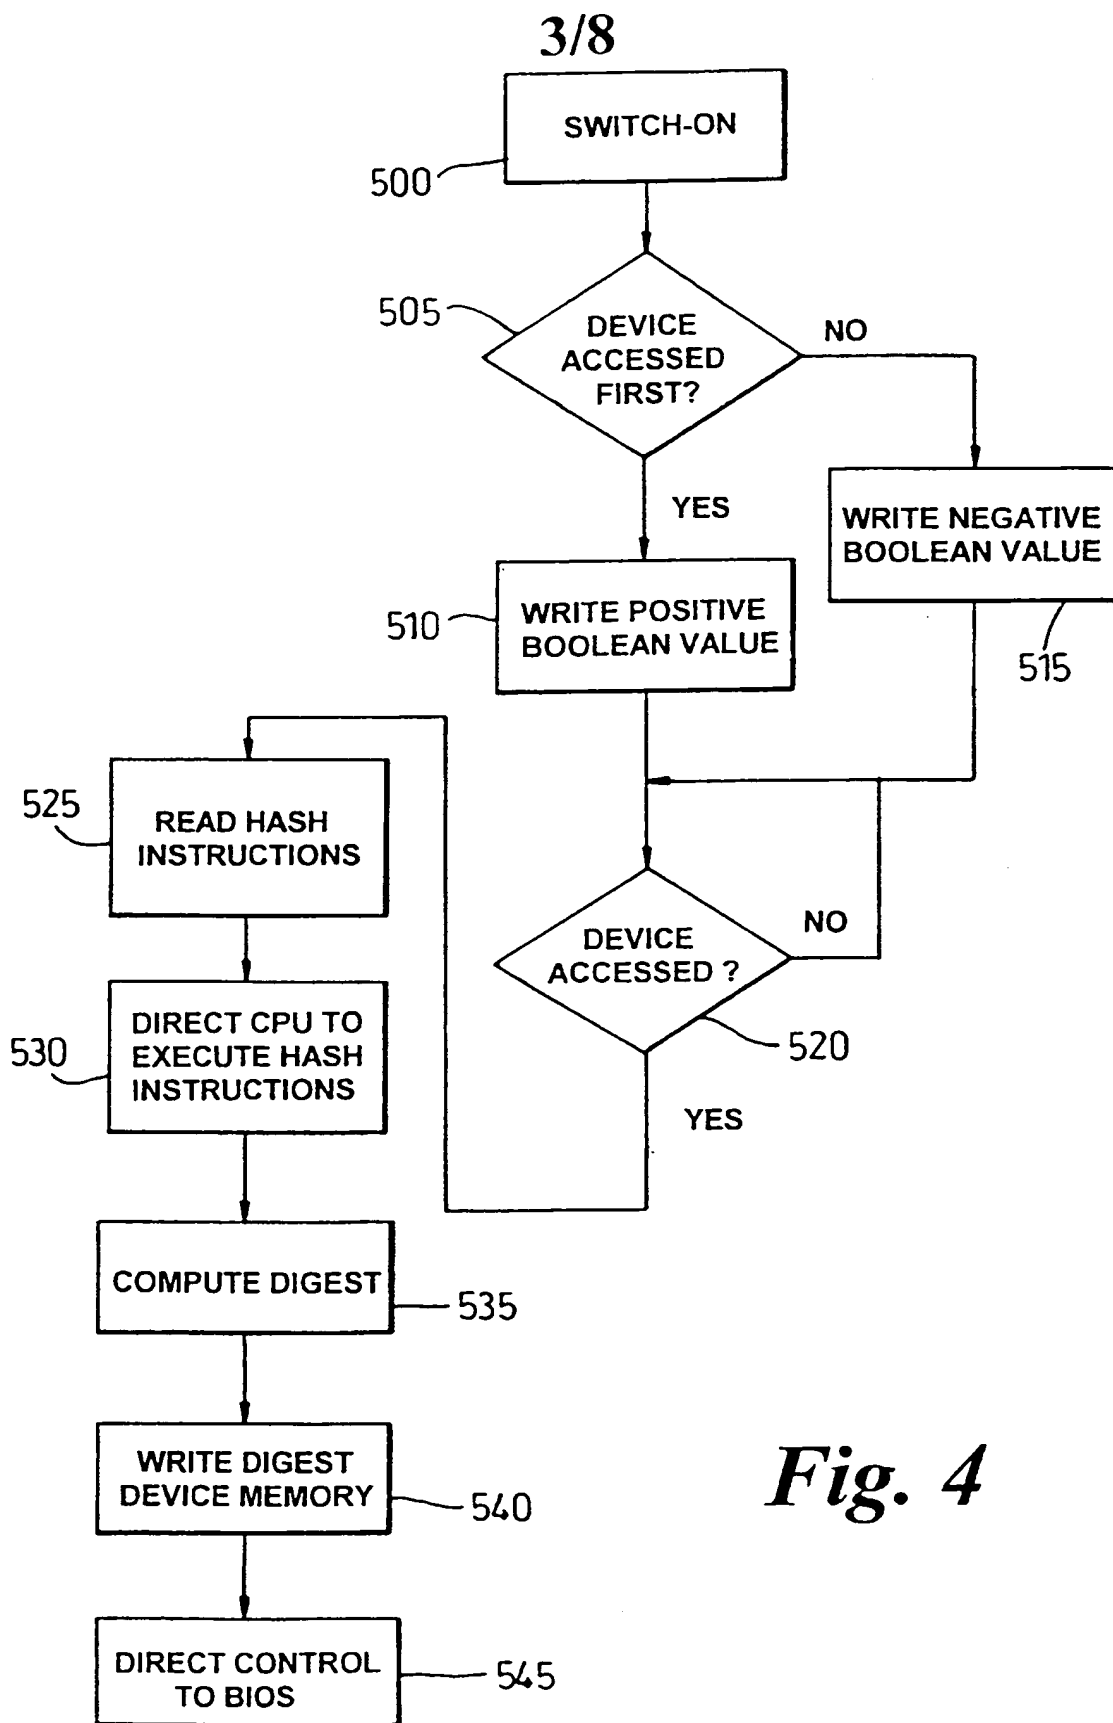 3/8
SWITCH-ON
500
505
DEVICE
ACCESSED
FIRST?
NO
YES
WRITE NEGATIVE
BOOLEAN VALUE
515
510
WRITE POSITIVE
BOOLEAN VALUE
525
READ HASH
INSTRUCTIONS
DEVICE
ACCESSED ?
NO
520
YES
530
DIRECT CPU TO
EXECUTE HASH
INSTRUCTIONS
COMPUTE DIGEST
535
WRITE DIGEST
DEVICE MEMORY
540
DIRECT CONTROL
TO BIOS
545
Fig. 4